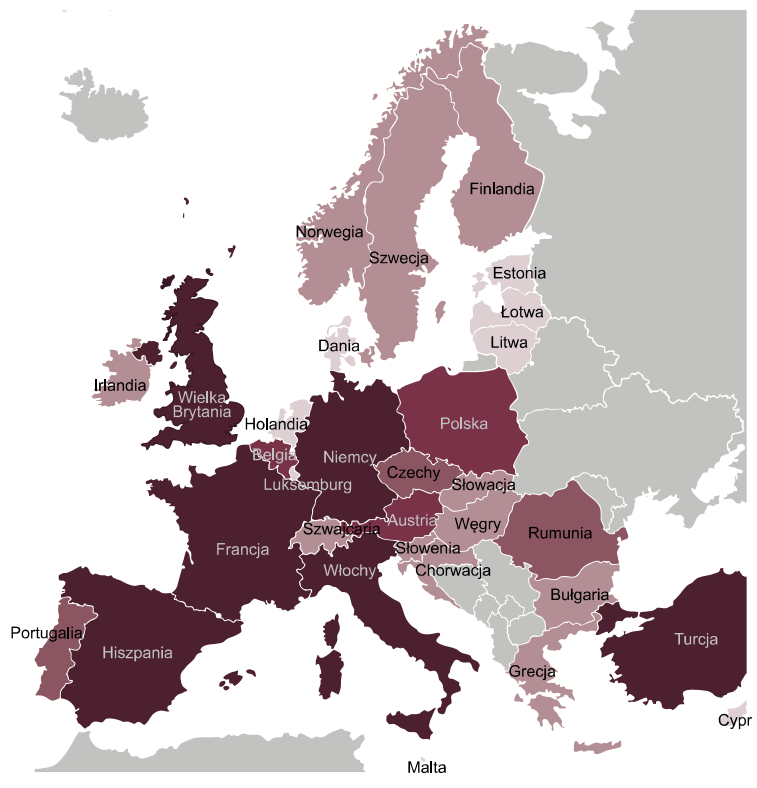 Finlandia
Norwegia
Szwecja
Estonia
Łotwa
Litwa
Dania
Irlandia
Wielka
Brytania
Holandia
Polska
Belgia
Niemcy
Czechy
Luksemburg
Słowacja
Austria
Węgry
Szwajcaria
Rumunia
Francja
Słowenia
Włochy
Chorwacja
Bułgaria
Portugalia
Hiszpania
Turcja
Grecja
Cypr
Malta